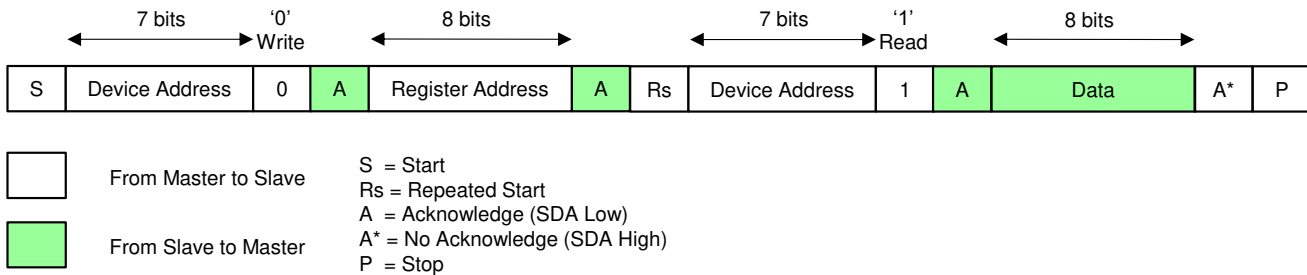 7 bits ‘0’ Write 8 bits 7 bits ‘1’ Read 8 bits
S Device Address 0 A Register Address A Rs Device Address 1 A Data A* P
From Master to Slave
From Slave to Master
S = Start
Rs = Repeated Start
A = Acknowledge (SDA Low)
A* = No Acknowledge (SDA High)
P = Stop